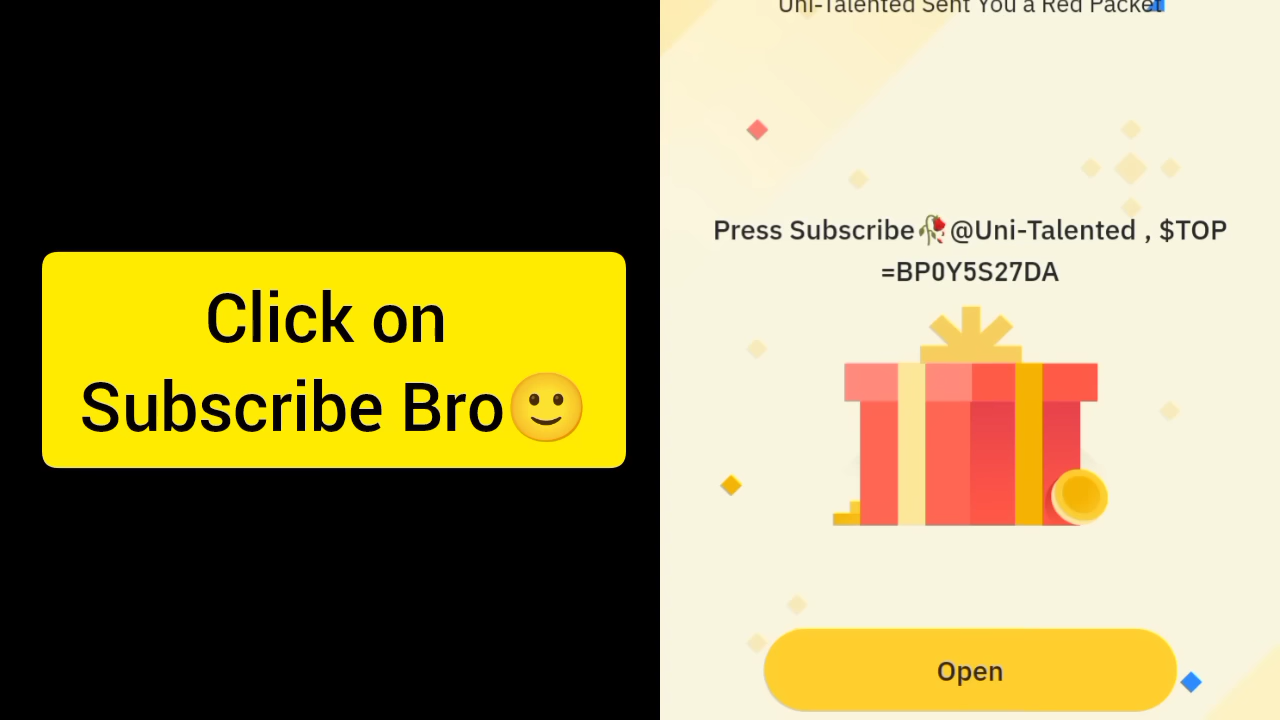 Click on
Subscribe Bro🙂
Uni-Talented Sent You a Red Packet
Press Subscribe🥀@Uni-Talented , $TOP
=BP0Y5S27DA
Open